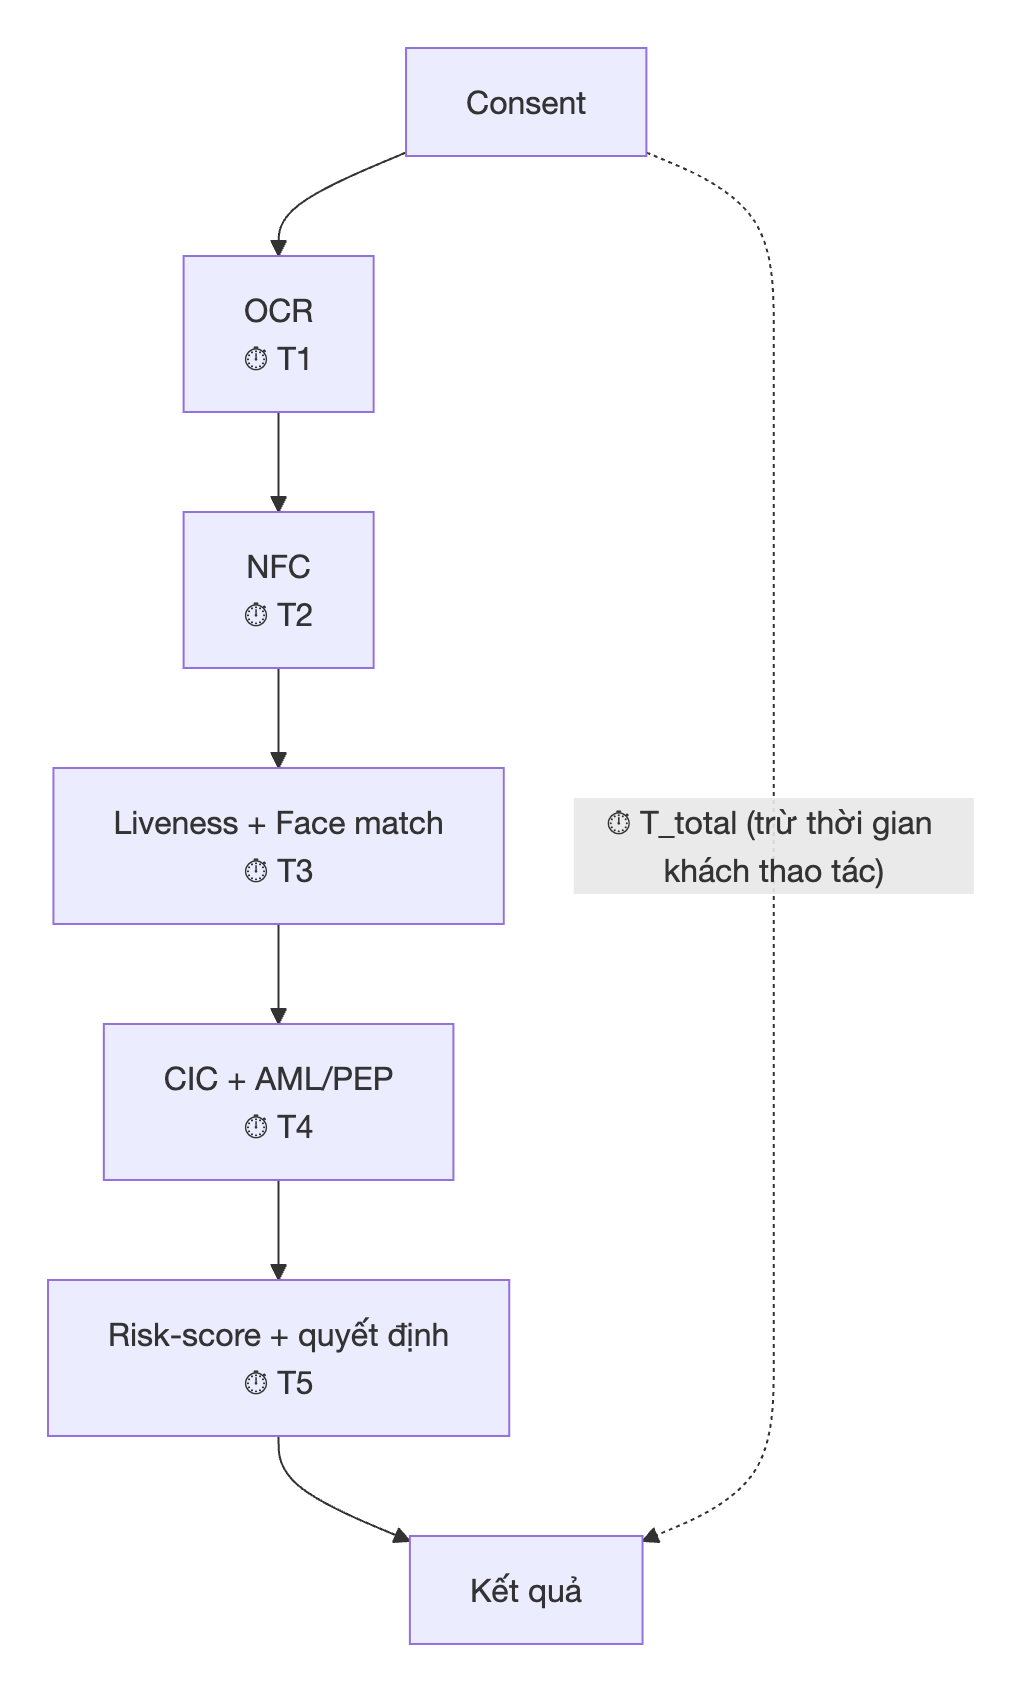 Consent
OCR
⏱ T1
NFC
⏱ T2
Liveness + Face match
⏱ T3
⏱ T_total (trừ thời gian
khách thao tác)
CIC + AML/PEP
⏱ T4
Risk-score + quyết định
⏱ T5
Kết quả